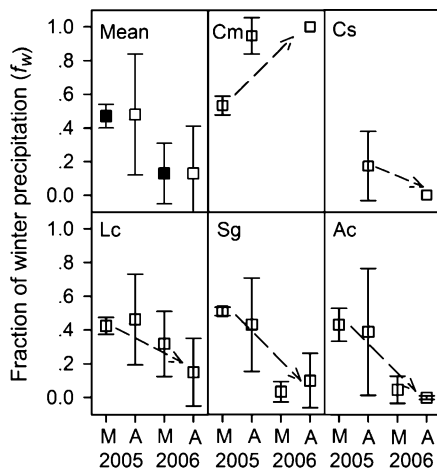 Fraction of winter precipitation (fw)
Mean Cm Cs
1.0
.8
.6
.4
.2
0.0
Lc Sg Ac
1.0
.8
.6
.4
.2
0.0
M A M A M A M A M A M A
2005 2006 2005 2006 2005 2006